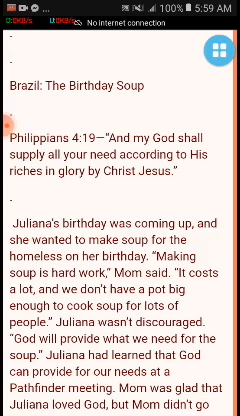 0:0KB/s U:0KB/s No internet connection 100% 5:59 AM
-
-
Brazil: The Birthday Soup
-
Philippians 4:19—“And my God shall
supply all your need according to His
riches in glory by Christ Jesus.”
-
Juliana's birthday was coming up, and
she wanted to make soup for the
homeless on her birthday. “Making
soup is hard work,” Mom said. “It costs
a lot, and we don’t have a pot big
enough to cook soup for lots of
people.” Juliana wasn’t discouraged.
“God will provide what we need for the
soup.” Juliana had learned that God
can provide for our needs at a
Pathfinder meeting. Mom was glad that
Juliana loved God, but Mom didn’t go